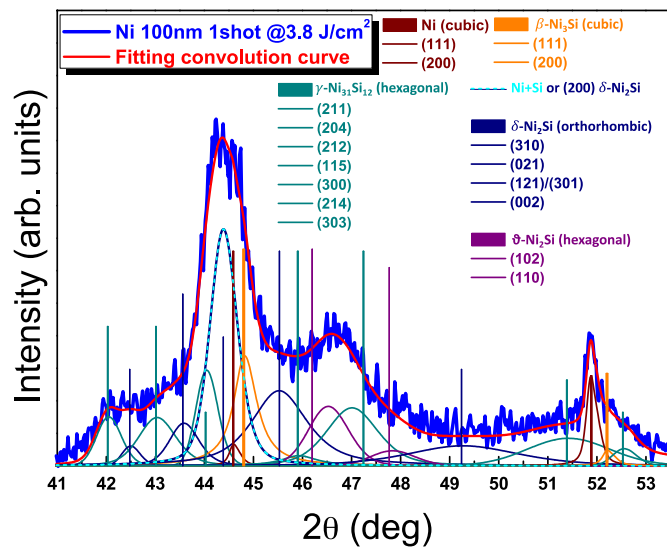 Ni 100nm 1shot @3.8 J/cm²
Fitting convolution curve
Ni (cubic)
(111)
(200)
β-Ni₃Si (cubic)
(111)
(200)
γ-Ni₃₁Si₁₂ (hexagonal)
(211)
(204)
(212)
(115)
(300)
(214)
(303)
Ni+Si or (200) δ-Ni₂Si
δ-Ni₂Si (orthorhombic)
(310)
(021)
(121)/(301)
(002)
ϑ-Ni₂Si (hexagonal)
(102)
(110)
Intensity (arb. units)
41 42 43 44 45 46 47 48 49 50 51 52 53
2θ (deg)